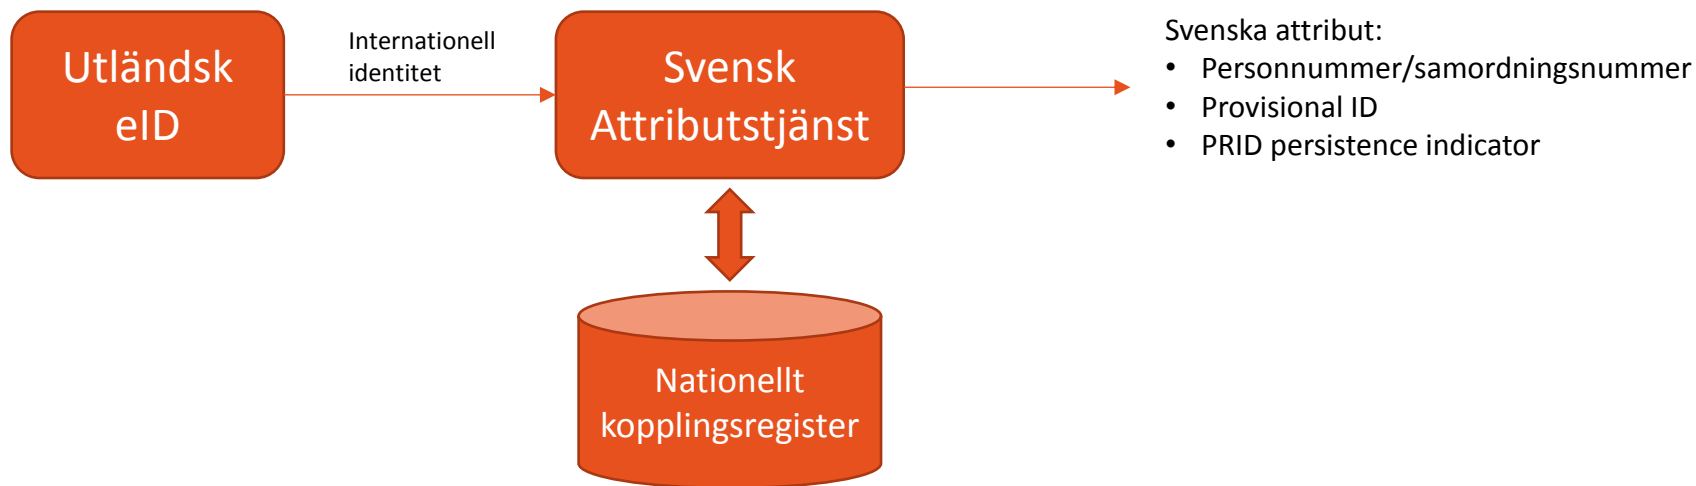 Utländsk
eID
Internationell
identitet
Svensk
Attributstjänst
Svenska attribut:
• Personnummer/samordningsnummer
• Provisional ID
• PRID persistence indicator
Nationellt
kopplingsregister